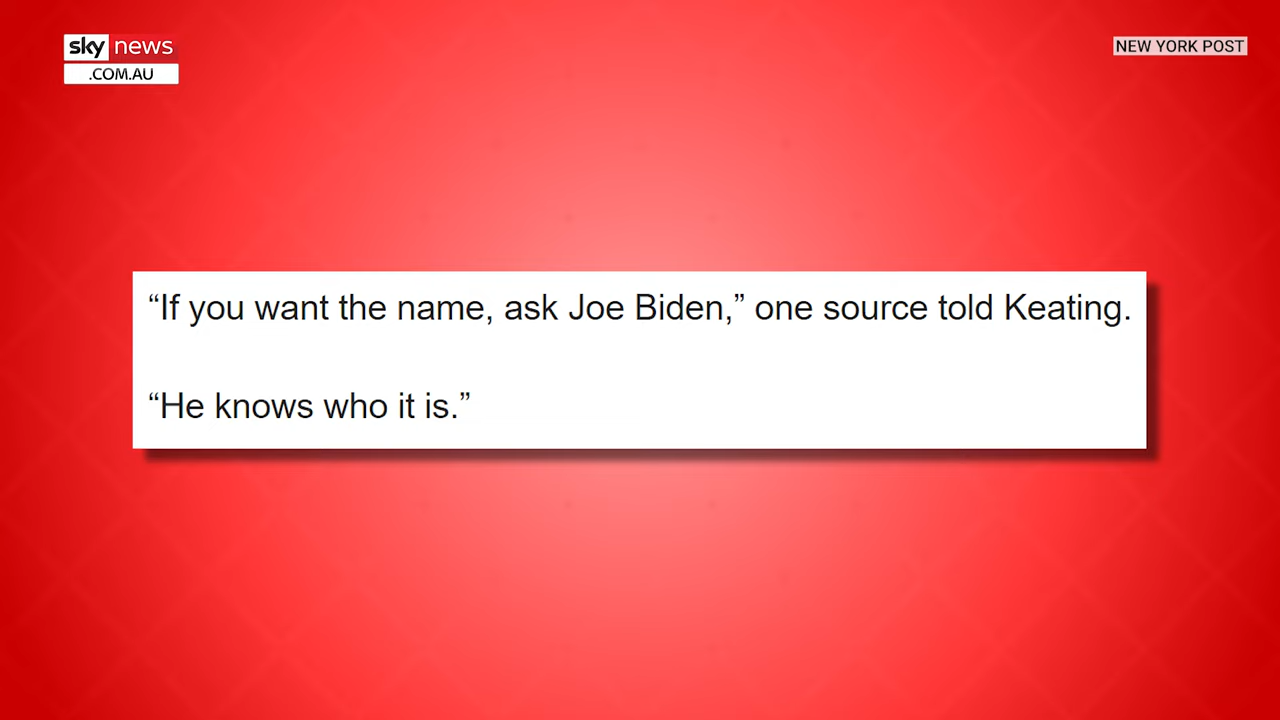 sky news
.COM.AU
NEW YORK POST
“If you want the name, ask Joe Biden,” one source told Keating.
“He knows who it is.”